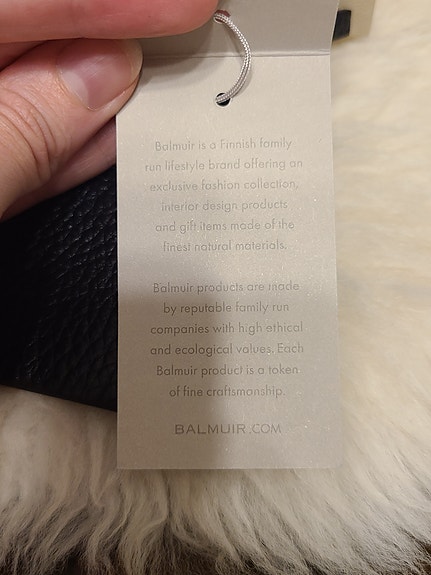 Balmuir is a Finnish family
run lifestyle brand offering an
exclusive fashion collection,
interior design products
and gift items made of the
finest natural materials.
Balmuir products are made
by reputable family run
companies with high ethical
and ecological values. Each
Balmuir product is a token
of fine craftsmanship.
BALMUIR.COM